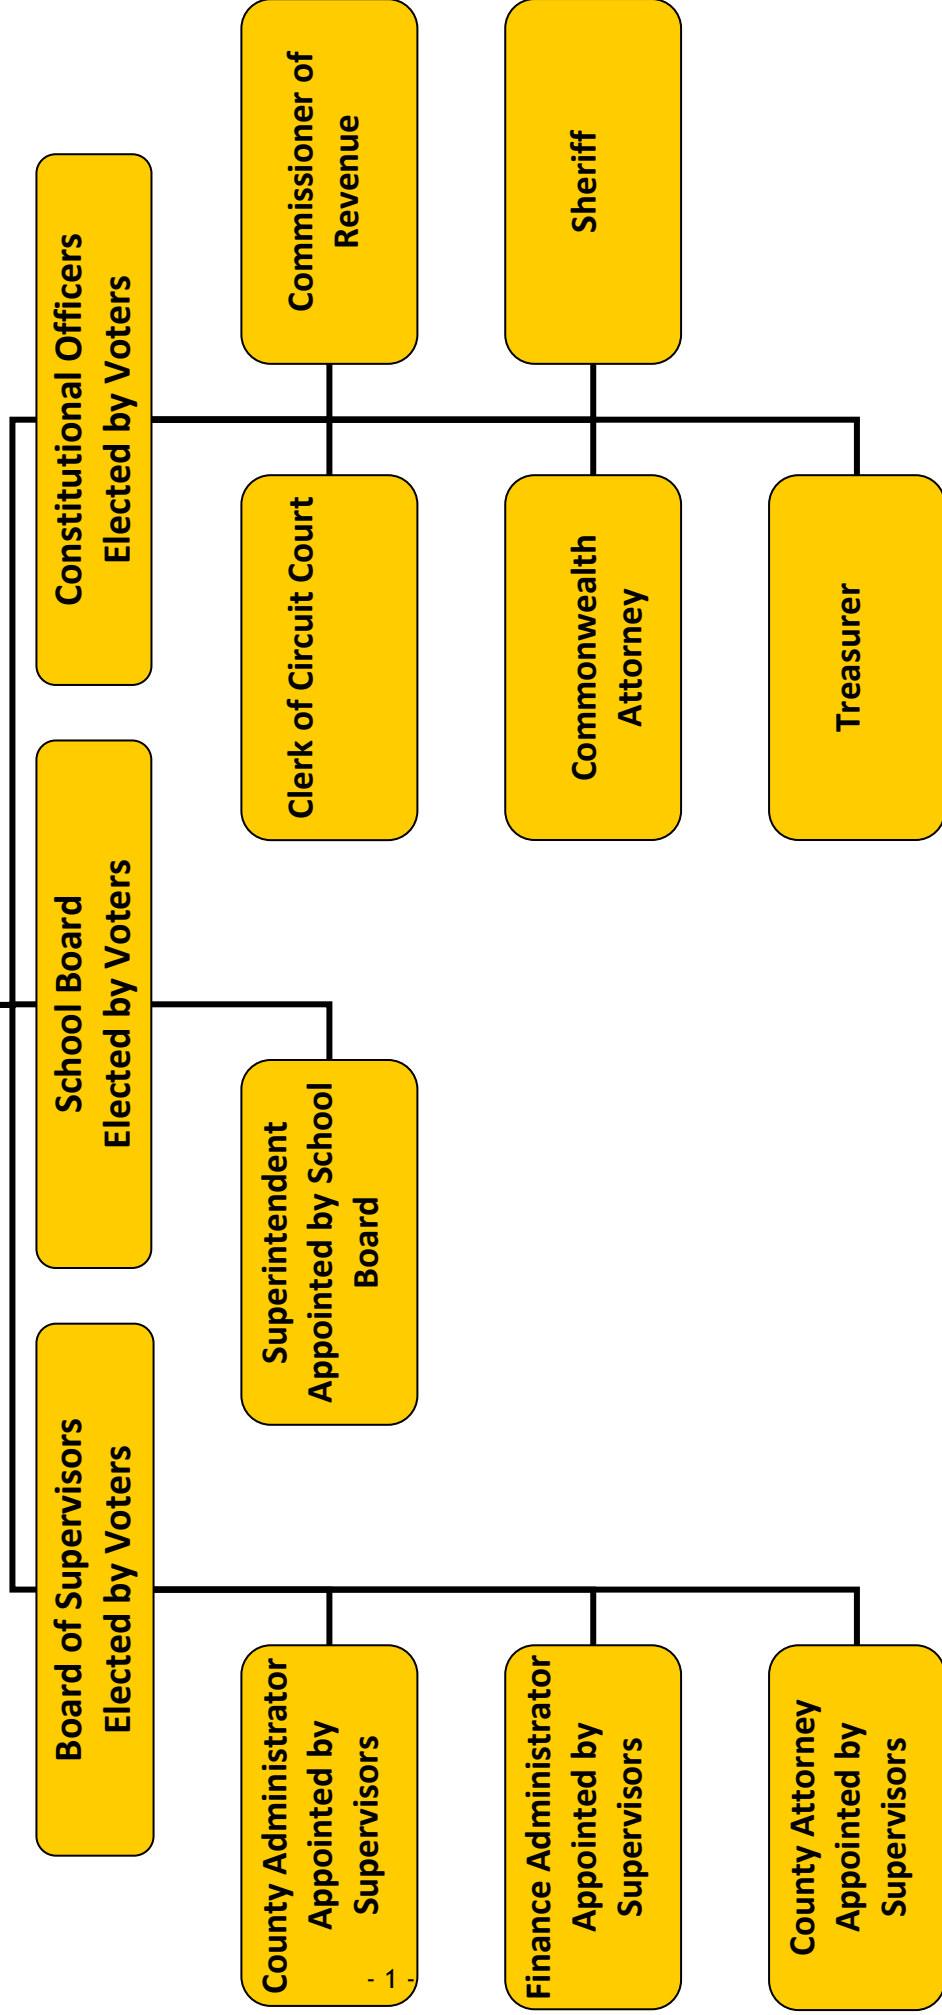 Board of Supervisors
Elected by Voters
School Board
Elected by Voters
Constitutional Officers
Elected by Voters
County Administrator
Appointed by
Supervisors
Superintendent
Appointed by School
Board
Clerk of Circuit Court
Commissioner of
Revenue
Finance Administrator
Appointed by
Supervisors
Commonwealth
Attorney
Sheriff
County Attorney
Appointed by
Supervisors
Treasurer
- 1 -